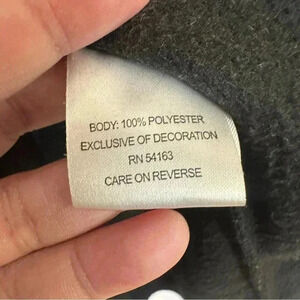 BODY: 100% POLYESTER
EXCLUSIVE OF DECORATION
RN 54163
CARE ON REVERSE